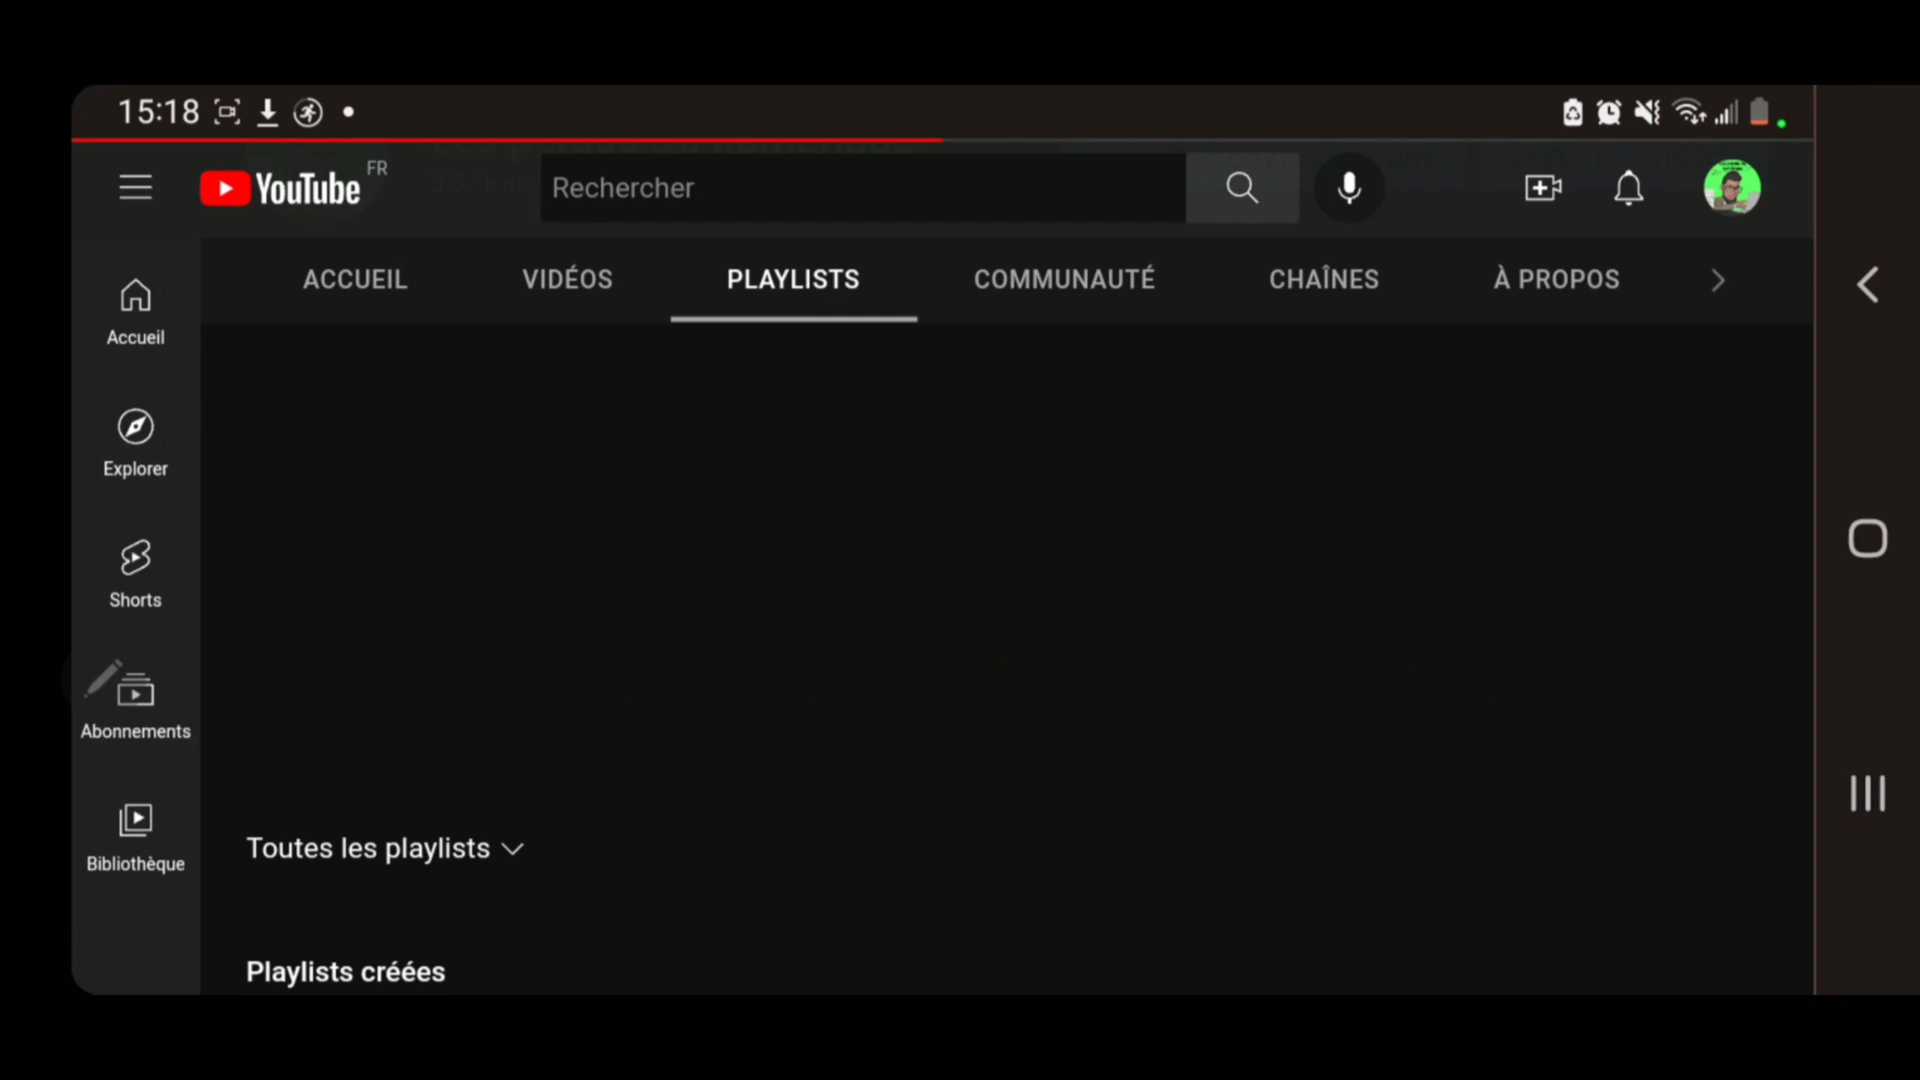 15:18
YouTube FR
Rechercher
ACCUEIL VIDÉOS PLAYLISTS COMMUNAUTÉ CHAÎNES À PROPOS
Accueil
Explorer
Shorts
Abonnements
Bibliothèque
Toutes les playlists
Playlists créées